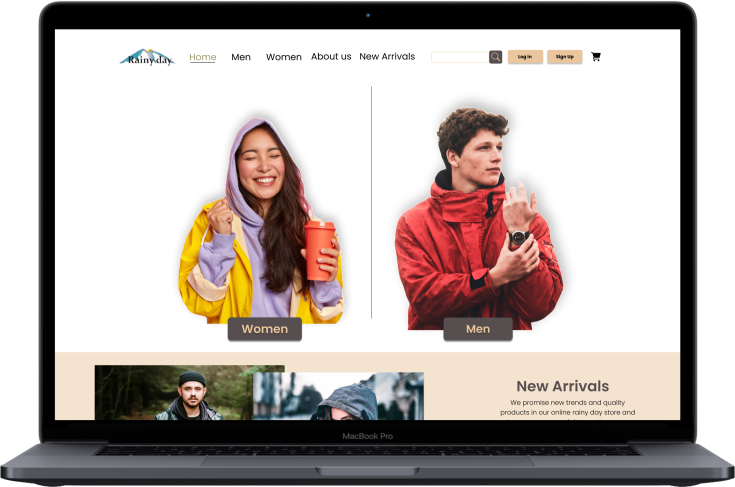 Rainy day
Home
Men
Women
About us
New Arrivals
Log In
Sign Up
Women
Men
New Arrivals
We promise new trends and quality
products in our online rainy day store and
MacBook Pro